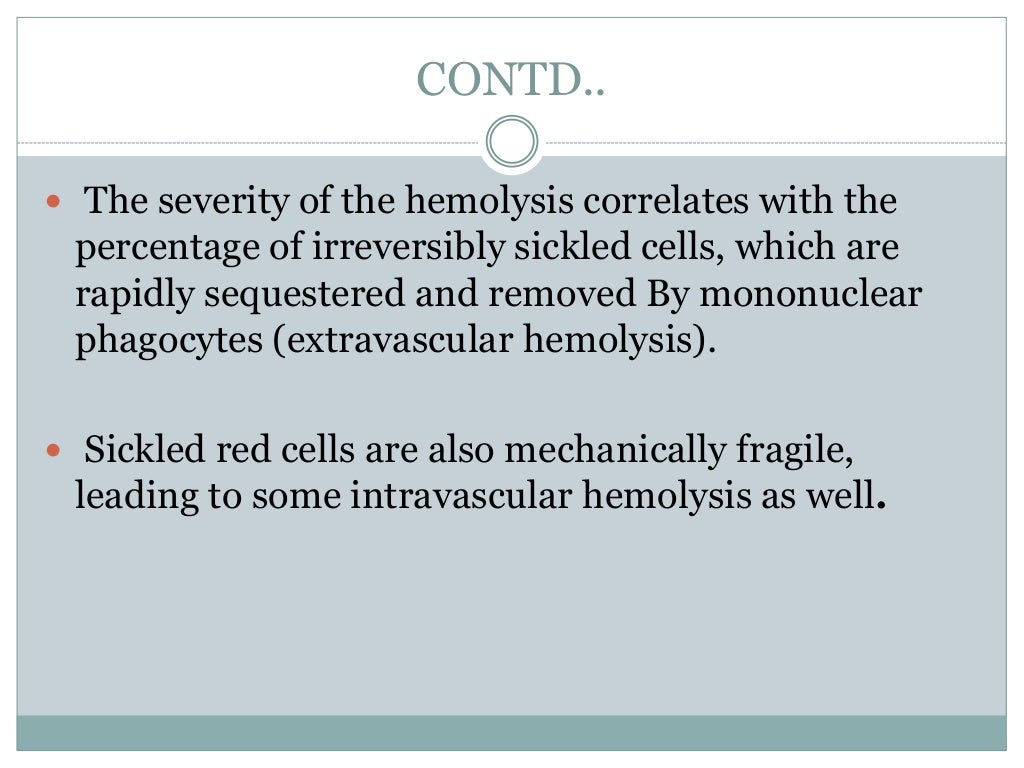 CONTD..
• The severity of the hemolysis correlates with the
percentage of irreversibly sickled cells, which are
rapidly sequestered and removed By mononuclear
phagocytes (extravascular hemolysis).
• Sickled red cells are also mechanically fragile,
leading to some intravascular hemolysis as well.